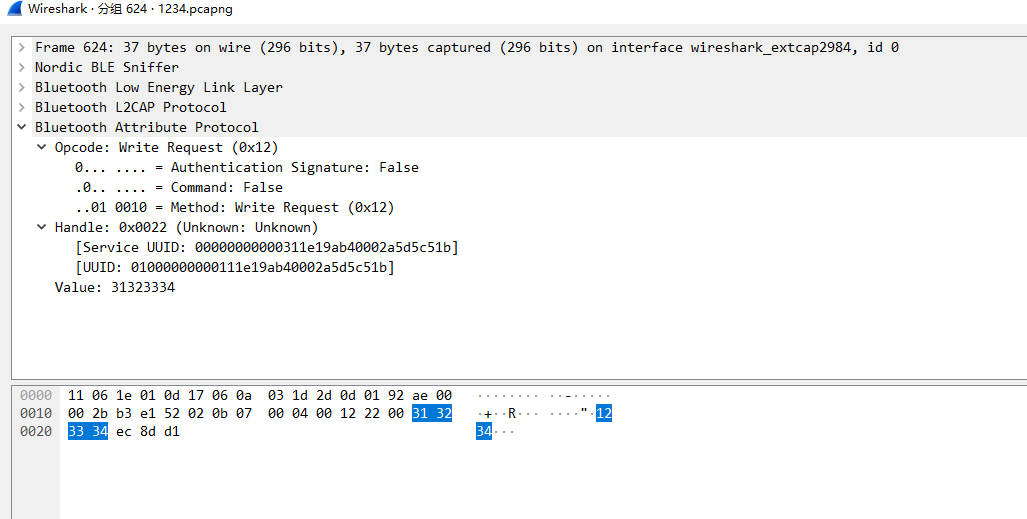 Wireshark · 分组 624 · 1234.pcapng
Frame 624: 37 bytes on wire (296 bits), 37 bytes captured (296 bits) on interface wireshark_extcap2984, id 0
Nordic BLE Sniffer
Bluetooth Low Energy Link Layer
Bluetooth L2CAP Protocol
Bluetooth Attribute Protocol
Opcode: Write Request (0x12)
0... .... = Authentication Signature: False
.0.. .... = Command: False
..01 0010 = Method: Write Request (0x12)
Handle: 0x0022 (Unknown: Unknown)
[Service UUID: 00000000000311e19ab40002a5d5c51b]
[UUID: 01000000000111e19ab40002a5d5c51b]
Value: 31323334
0000 11 06 1e 01 0d 17 06 0a 03 1d 2d 0d 01 92 ae 00 ········ ··-·····
0010 00 2b b3 e1 52 02 0b 07 00 04 00 12 22 00 31 32 ·+··R··· ····"·12
0020 33 34 ec 8d d1 34···